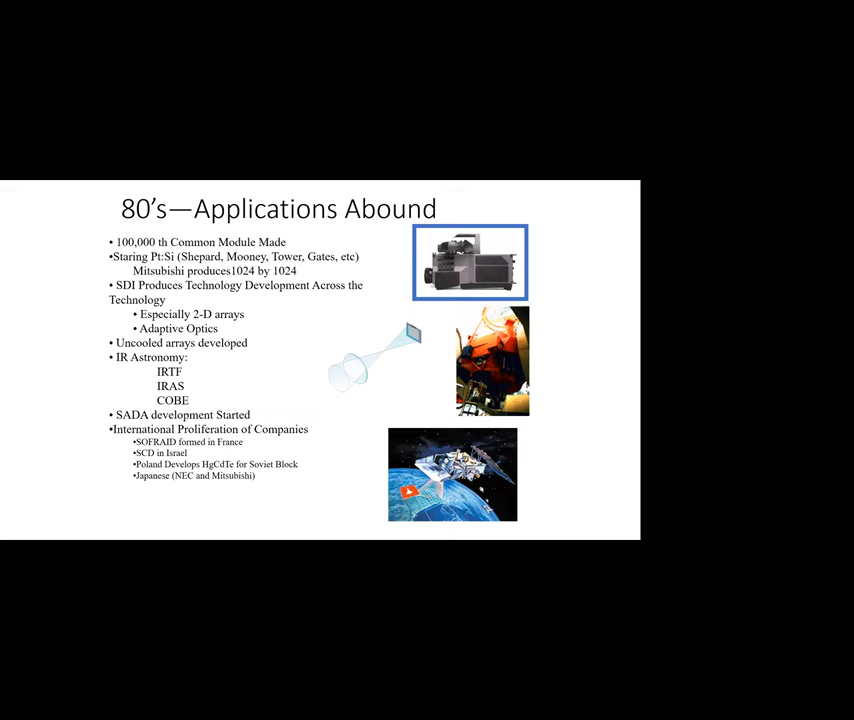 80's—Applications Abound
• 100,000 th Common Module Made
•Staring Pt:Si (Shepard, Mooney, Tower, Gates, etc)
Mitsubishi produces1024 by 1024
• SDI Produces Technology Development Across the
Technology
• Especially 2-D arrays
• Adaptive Optics
• Uncooled arrays developed
• IR Astronomy:
IRTF
IRAS
COBE
• SADA development Started
•International Proliferation of Companies
•SOFRAID formed in France
•SCD in Israel
•Poland Develops HgCdTe for Soviet Block
•Japanese (NEC and Mitsubishi)